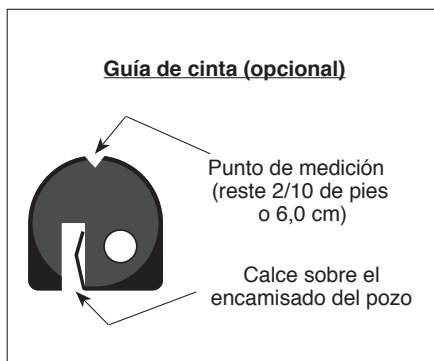 Guía de cinta (opcional)
Punto de medición
(reste 2/10 de pies
o 6,0 cm)
Calce sobre el
encamisado del pozo